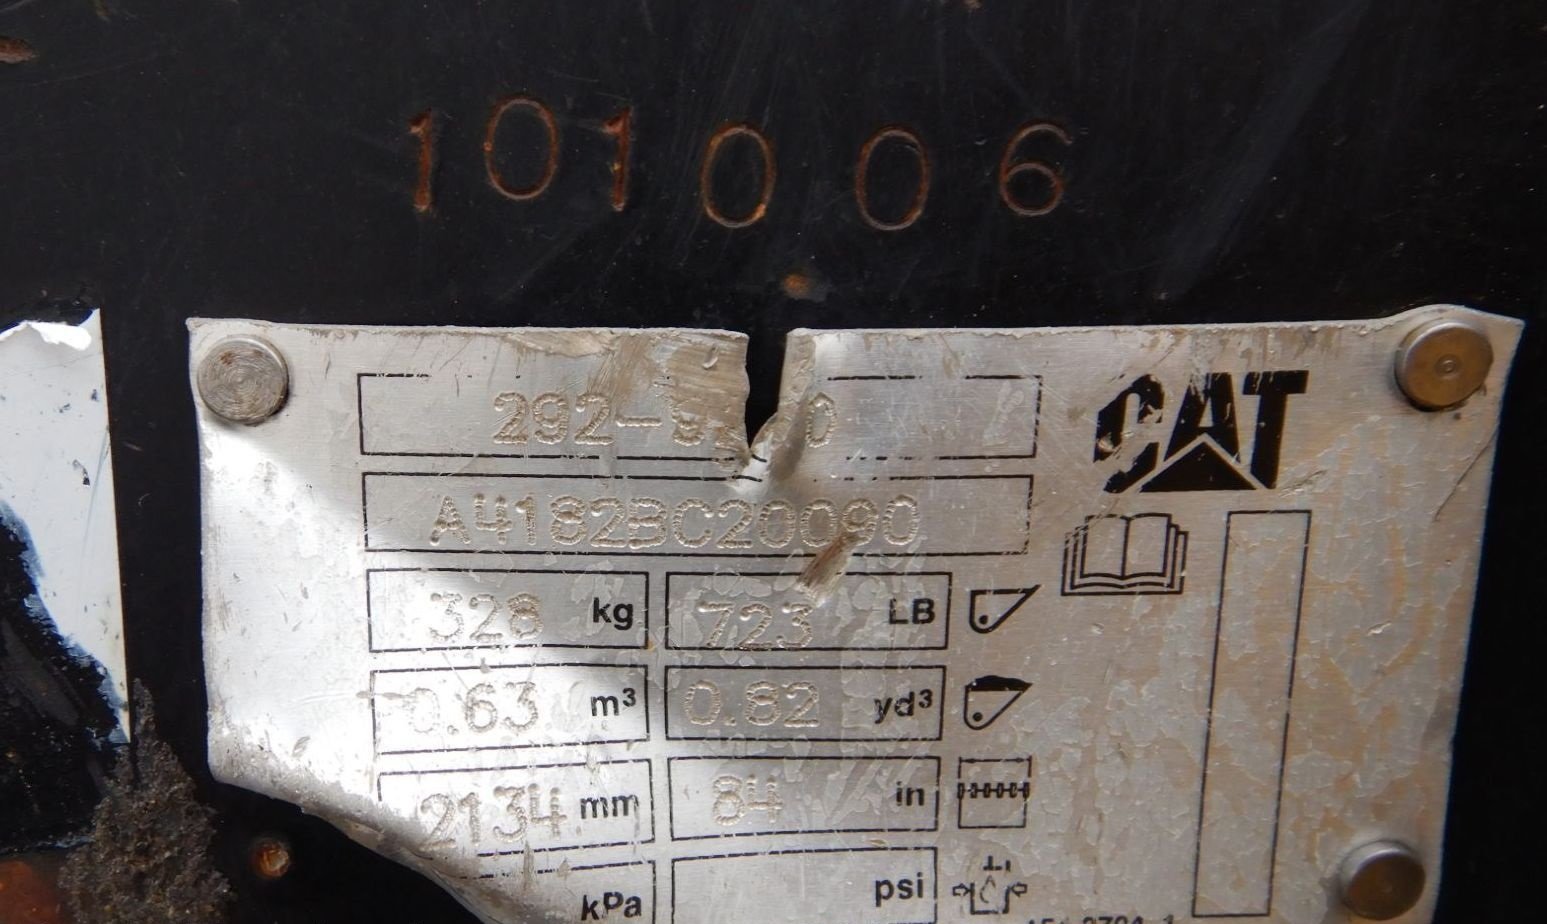 101006
CAT
A4182BC20090
328 kg 723 LB
0.63 m³ 0.82 yd³
2134 mm 84 in
kPa psi